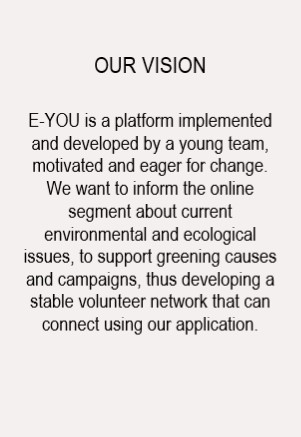 OUR VISION
E-YOU is a platform implemented
and developed by a young team,
motivated and eager for change.
We want to inform the online
segment about current
environmental and ecological
issues, to support greening causes
and campaigns, thus developing a
stable volunteer network that can
connect using our application.